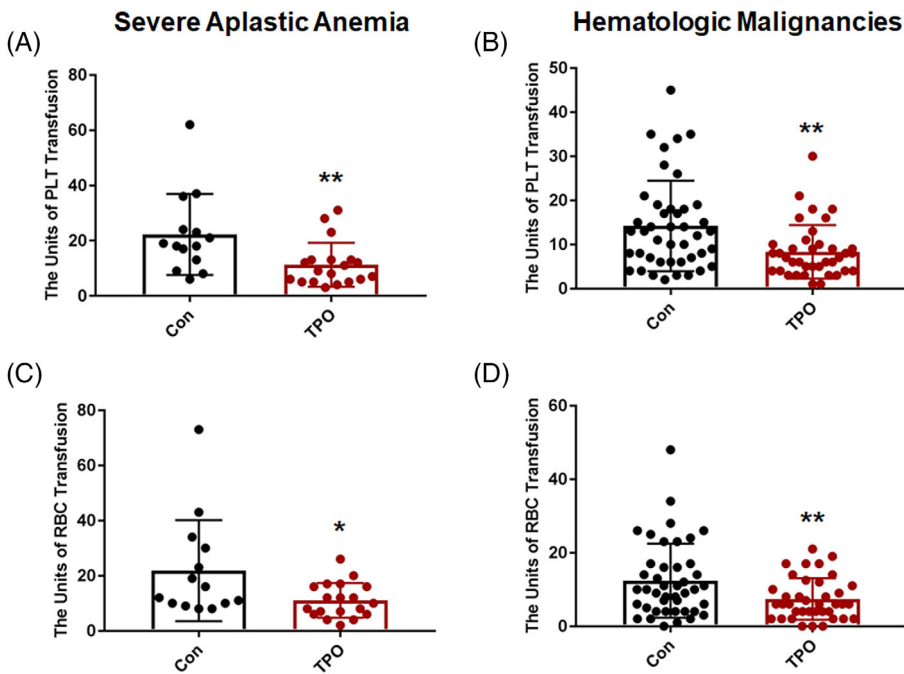 Severe Aplastic Anemia
Hematologic Malignancies
(A)
The Units of PLT Transfusion
80
60
40
20
0
**
Con
TPO
(B)
The Units of PLT Transfusion
50
40
30
20
10
0
**
Con
TPO
(C)
The Units of RBC Transfusion
80
60
40
20
0
*
Con
TPO
(D)
The Units of RBC Transfusion
60
40
20
0
**
Con
TPO